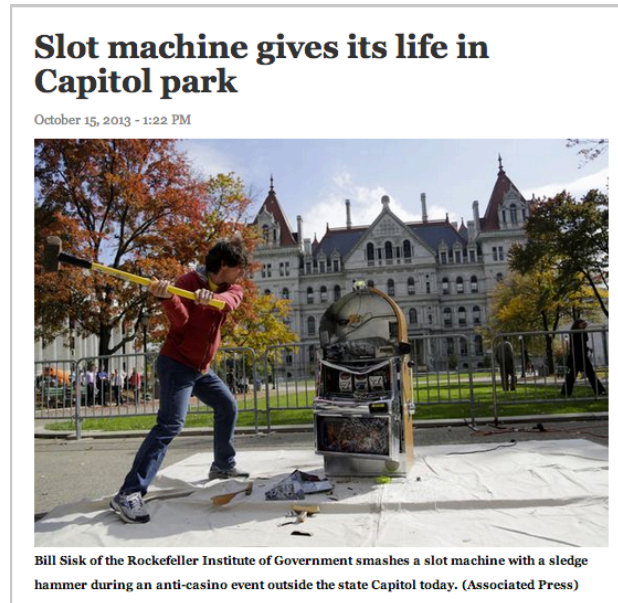 Slot machine gives its life in
Capitol park
October 15, 2013 - 1:22 PM
Bill Sisk of the Rockefeller Institute of Government smashes a slot machine with a sledge
hammer during an anti-casino event outside the state Capitol today. (Associated Press)